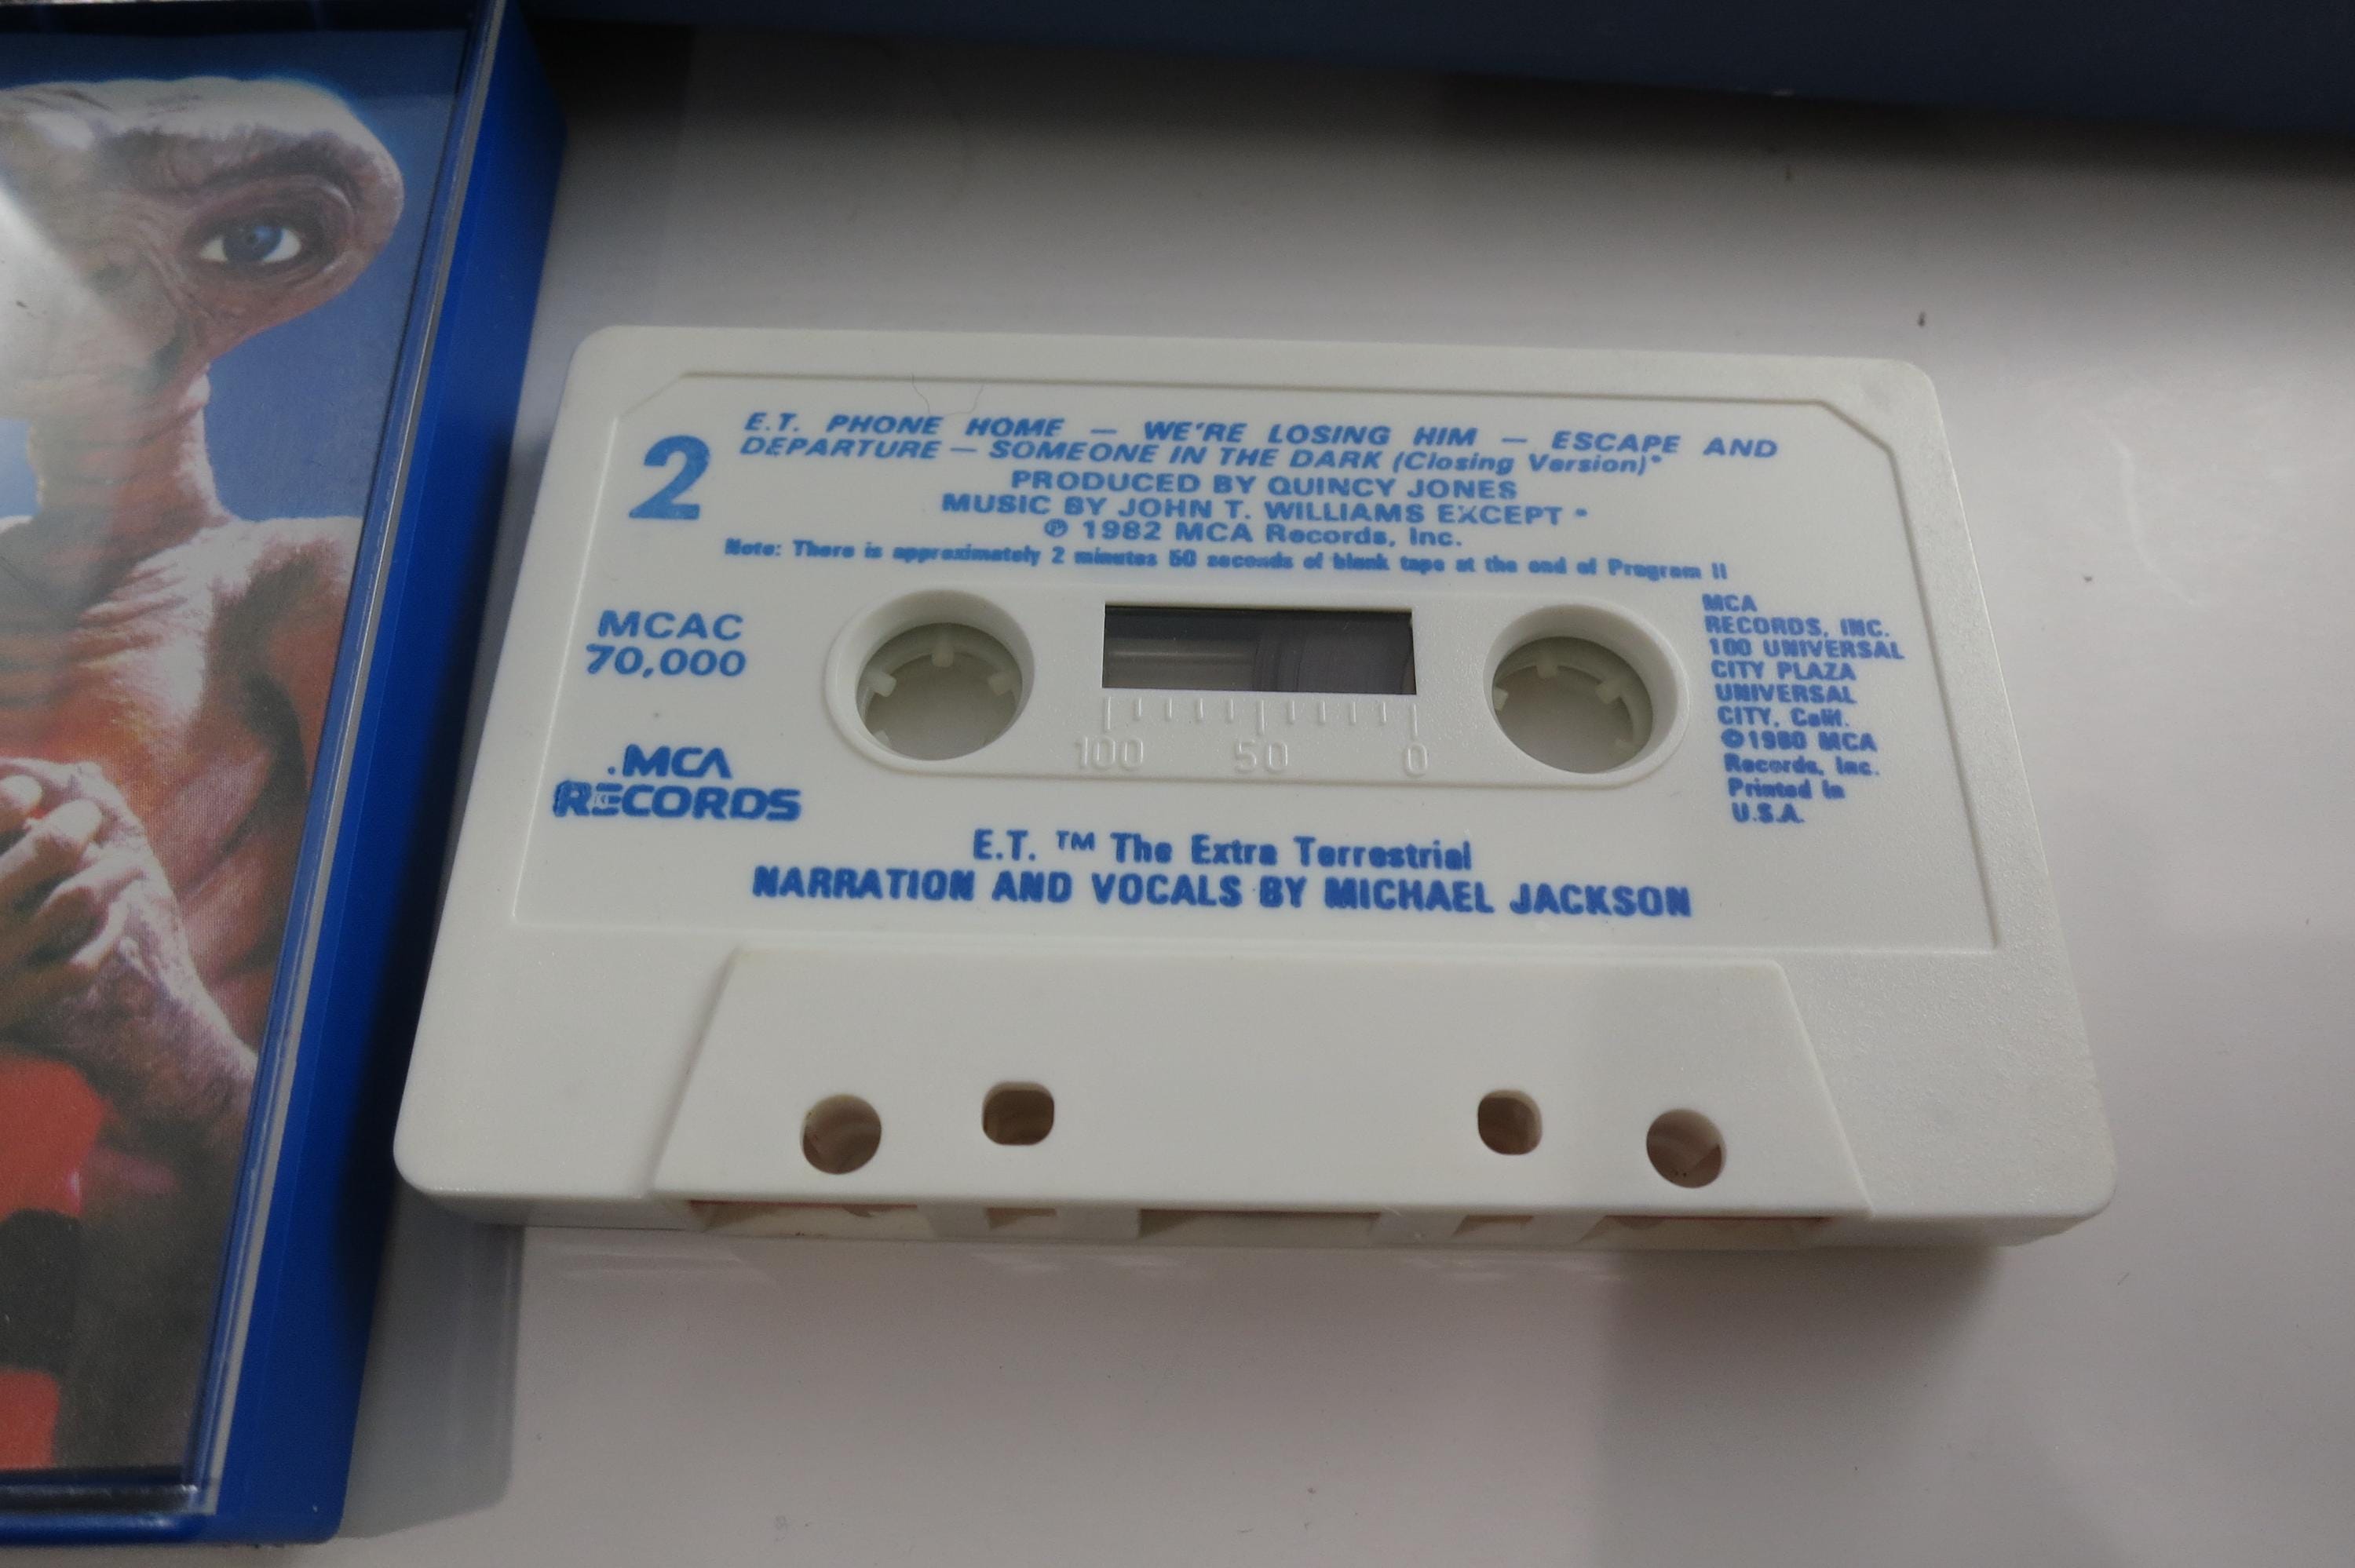 2
E.T. PHONE HOME — WE'RE LOSING HIM — ESCAPE AND
DEPARTURE — SOMEONE IN THE DARK (Closing Version)*
PRODUCED BY QUINCY JONES
MUSIC BY JOHN T. WILLIAMS EXCEPT *
℗ 1982 MCA Records, Inc.
Note: There is approximately 2 minutes 50 seconds of blank tape at the end of Program II
MCAC
70,000
MCA
RECORDS
100 50 0
MCA
RECORDS, INC.
100 UNIVERSAL
CITY PLAZA
UNIVERSAL
CITY, Calif.
©1980 MCA
Records, Inc.
Printed in
U.S.A.
E.T. ™ The Extra Terrestrial
NARRATION AND VOCALS BY MICHAEL JACKSON